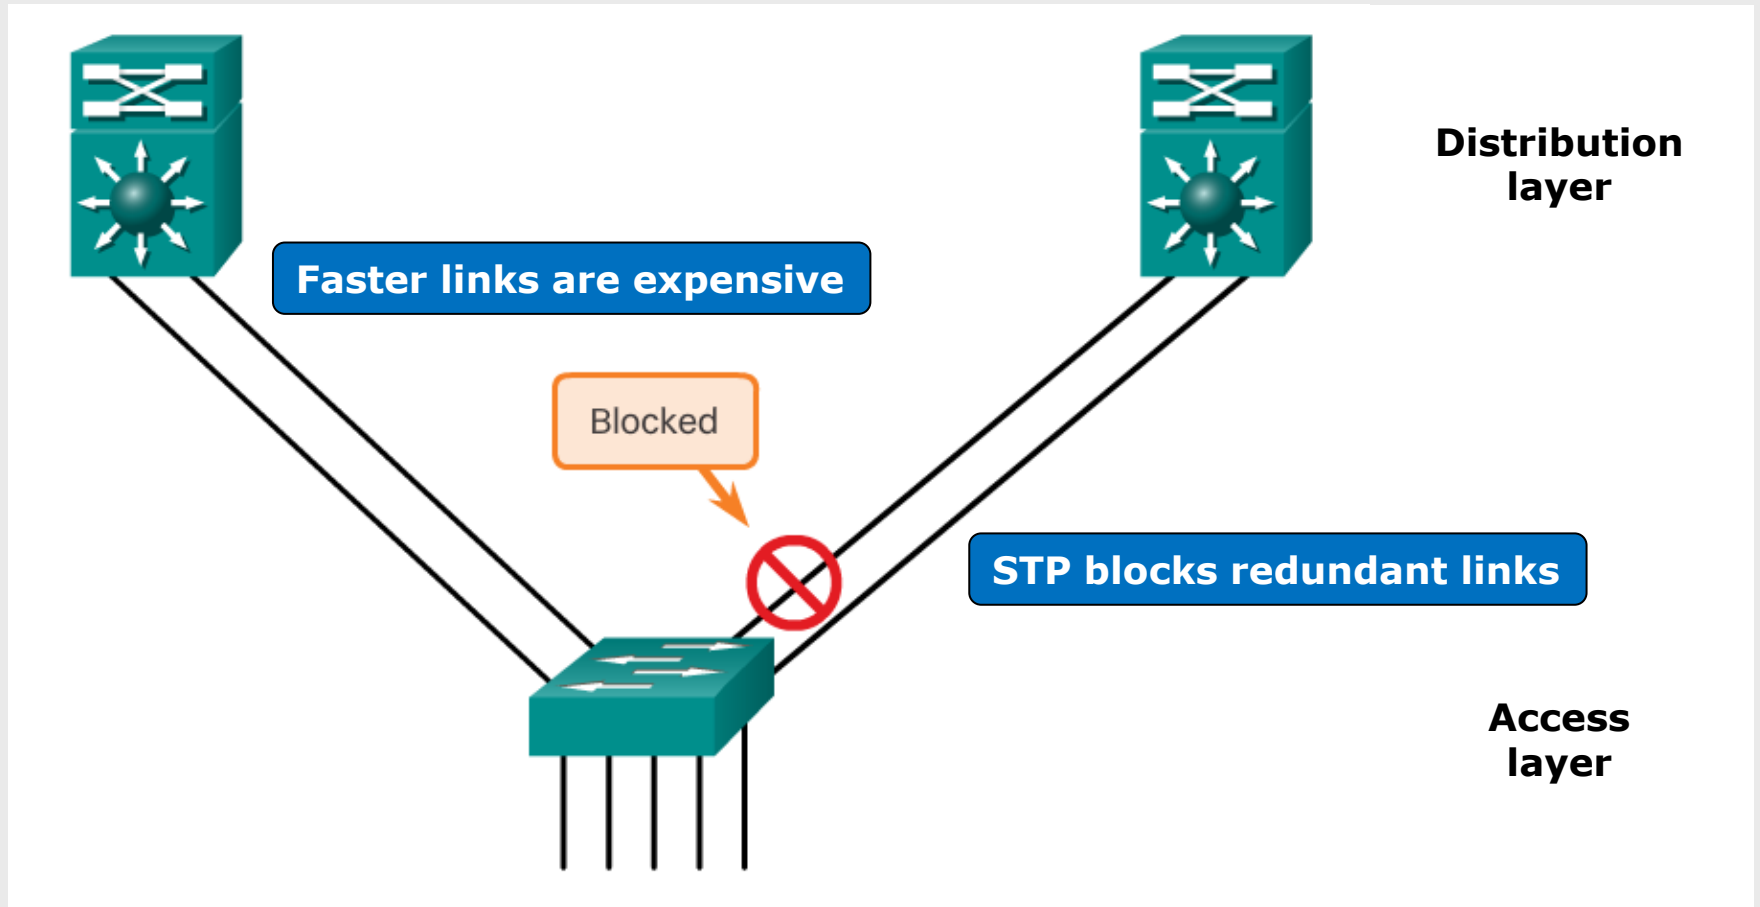 Distribution
layer
Faster links are expensive
Blocked
STP blocks redundant links
Access
layer